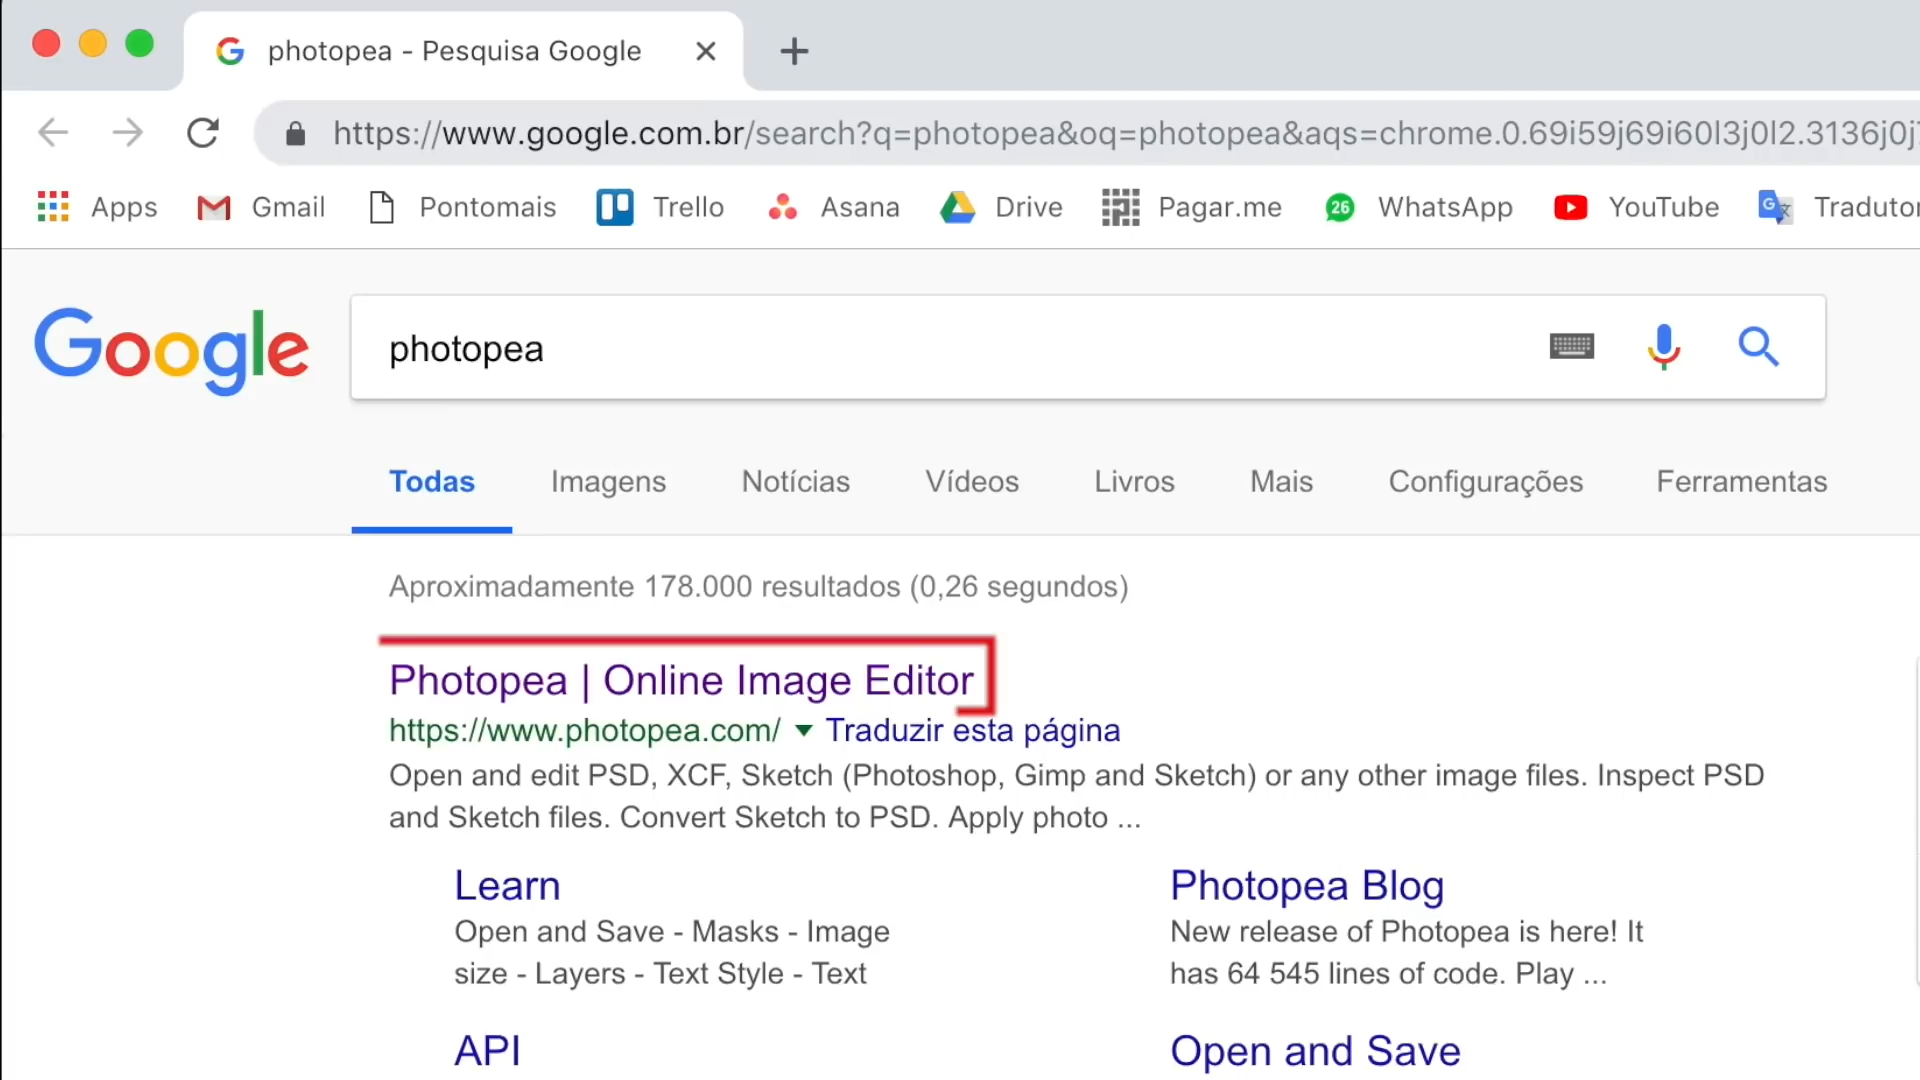 photopea - Pesquisa Google
https://www.google.com.br/search?q=photopea&oq=photopea&aqs=chrome.0.69i59j69i60l3j0l2.3136j0j
Apps Gmail Pontomais Trello Asana Drive Pagar.me 26 WhatsApp YouTube Tradutor
Google photopea
Todas Imagens Notícias Vídeos Livros Mais Configurações Ferramentas
Aproximadamente 178.000 resultados (0,26 segundos)
Photopea | Online Image Editor
https://www.photopea.com/ Traduzir esta página
Open and edit PSD, XCF, Sketch (Photoshop, Gimp and Sketch) or any other image files. Inspect PSD
and Sketch files. Convert Sketch to PSD. Apply photo ...
Learn
Open and Save - Masks - Image
size - Layers - Text Style - Text
Photopea Blog
New release of Photopea is here! It
has 64 545 lines of code. Play ...
API
Open and Save